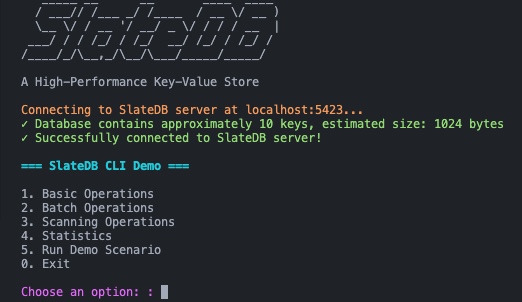 A High-Performance Key-Value Store
Connecting to SlateDB server at localhost:5423...
✓ Database contains approximately 10 keys, estimated size: 1024 bytes
✓ Successfully connected to SlateDB server!
=== SlateDB CLI Demo ===
1. Basic Operations
2. Batch Operations
3. Scanning Operations
4. Statistics
5. Run Demo Scenario
0. Exit
Choose an option: :